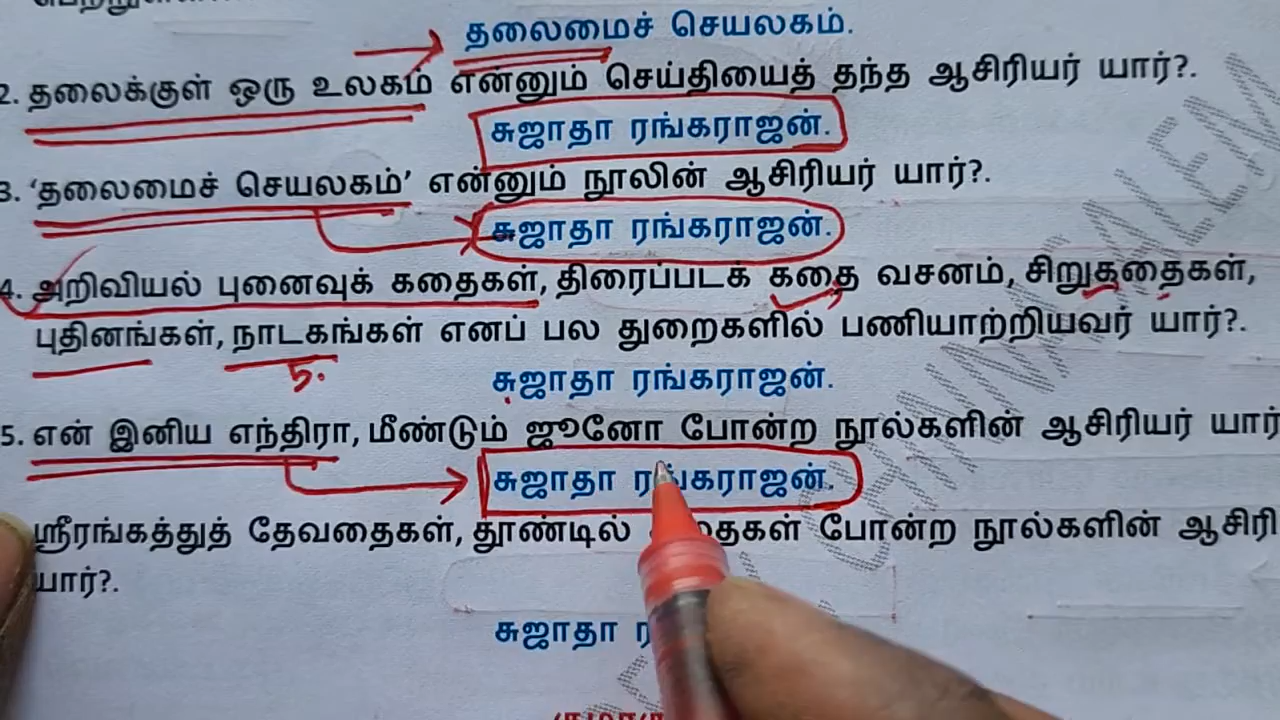 தலைமைச் செயலகம்.
2. தலைக்குள் ஒரு உலகம் என்னும் செய்தியைத் தந்த ஆசிரியர் யார்?.
சுஜாதா ரங்கராஜன்.
3. ‘தலைமைச் செயலகம்’ என்னும் நூலின் ஆசிரியர் யார்?.
சுஜாதா ரங்கராஜன்.
4. அறிவியல் புனைவுக் கதைகள், திரைப்படக் கதை வசனம், சிறுகதைகள்,
புதினங்கள், நாடகங்கள் எனப் பல துறைகளில் பணியாற்றியவர் யார்?.
5.
சுஜாதா ரங்கராஜன்.
5. என் இனிய எந்திரா, மீண்டும் ஜூனோ போன்ற நூல்களின் ஆசிரியர் யார்
சுஜாதா ரங்கராஜன்.
ஸ்ரீரங்கத்துத் தேவதைகள், தூண்டில் போன்ற நூல்களின்
யார்?.
சுஜாதா